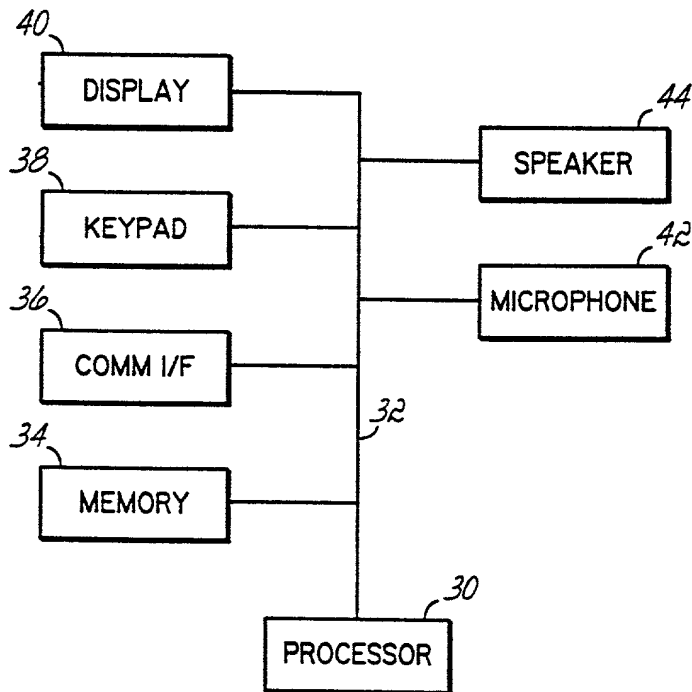 40
DISPLAY
44
SPEAKER
38
KEYPAD
42
MICROPHONE
36
COMM I/F
32
34
MEMORY
30
PROCESSOR